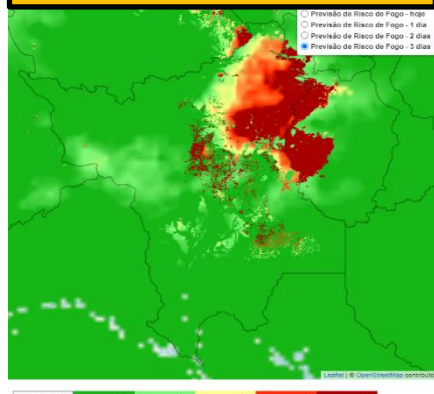 Previsão de Risco de Fogo - hoje
Previsão de Risco de Fogo - 1 dia
Previsão de Risco de Fogo - 2 dias
Previsão de Risco de Fogo - 3 dias
Leaflet | © OpenStreetMap contributo